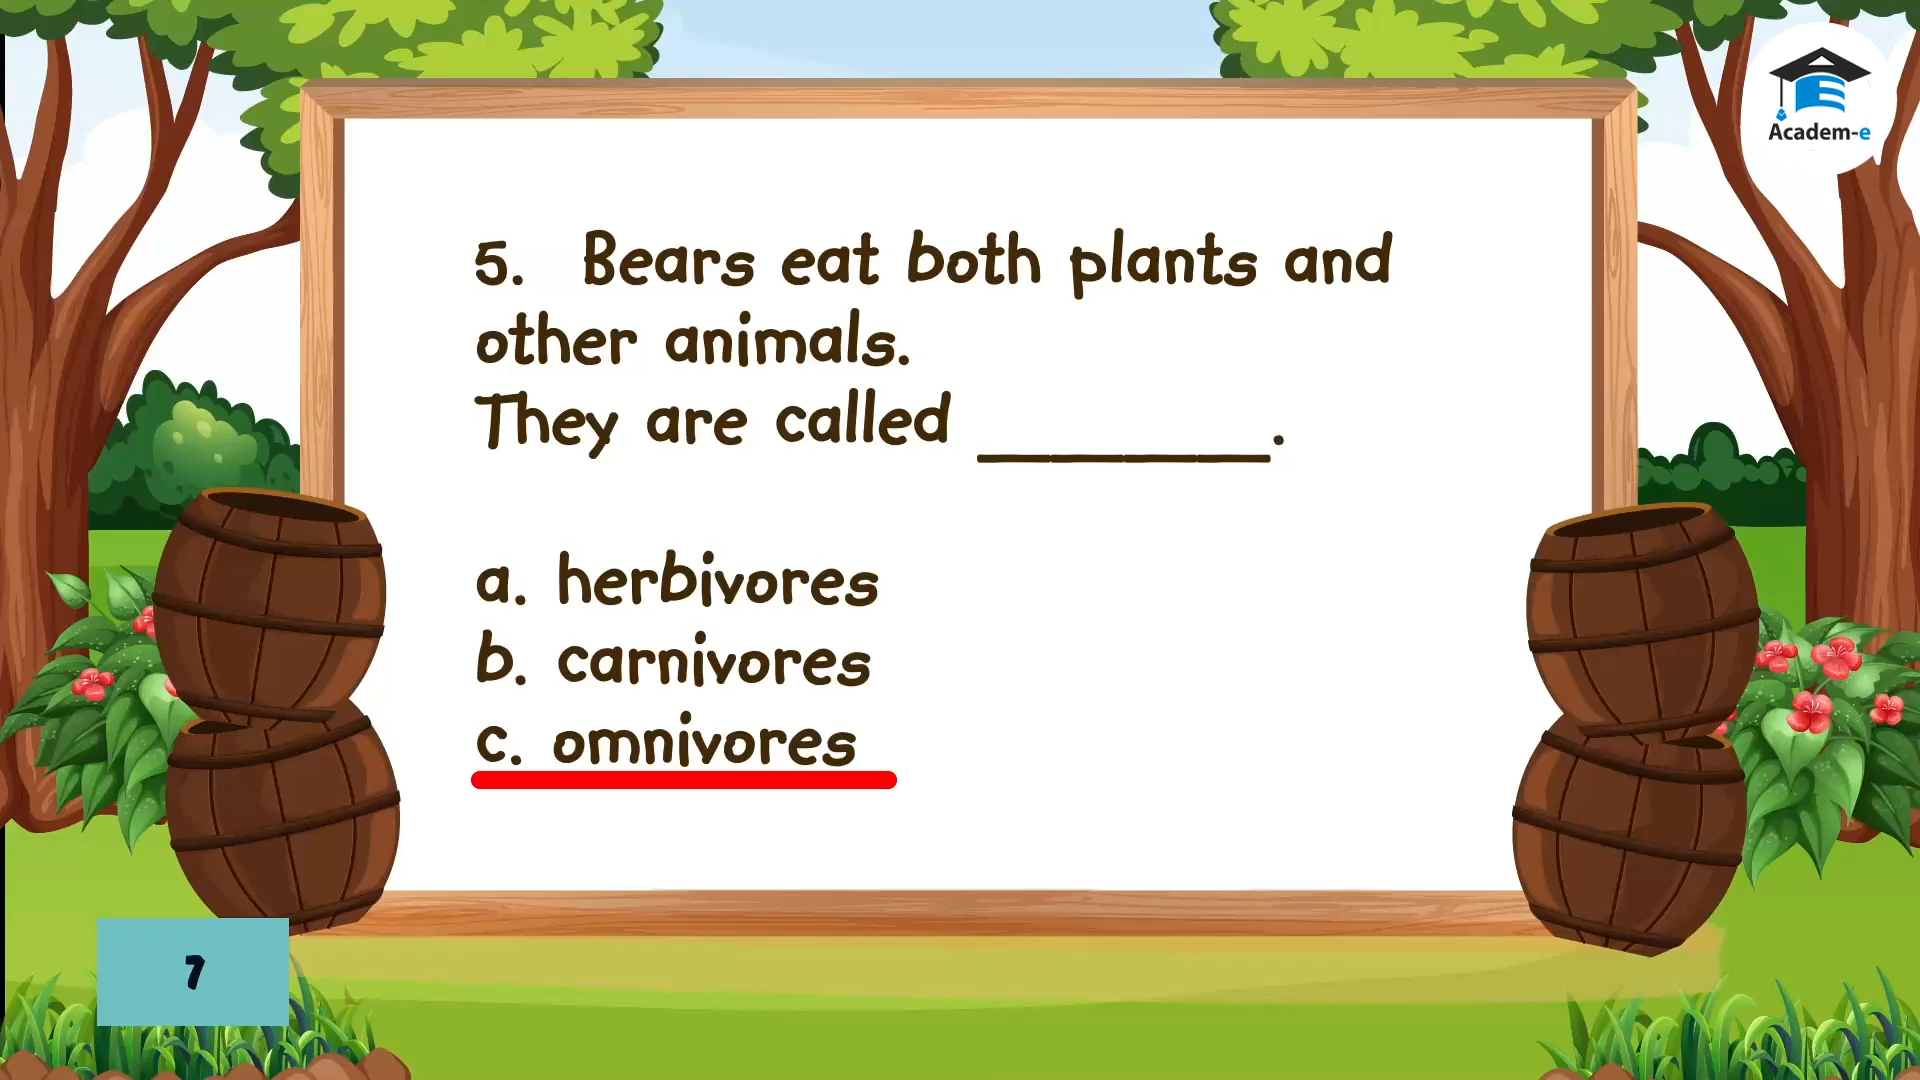 Academ-e
5. Bears eat both plants and
other animals.
They are called ________.
a. herbivores
b. carnivores
c. omnivores
7